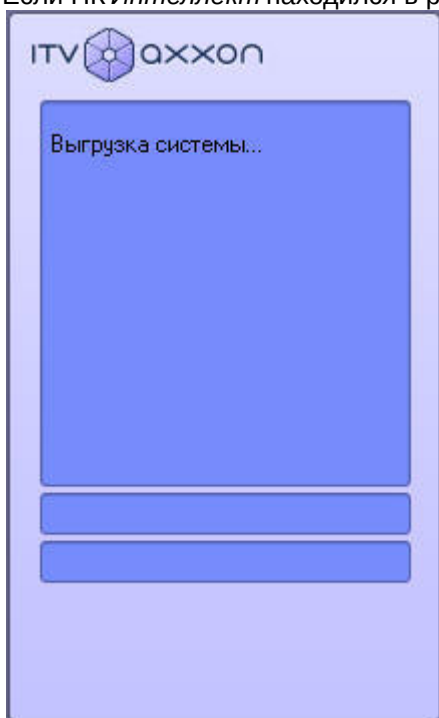 Если ПК Интеллект находился в р
ITV AXXON
Выгрузка системы...